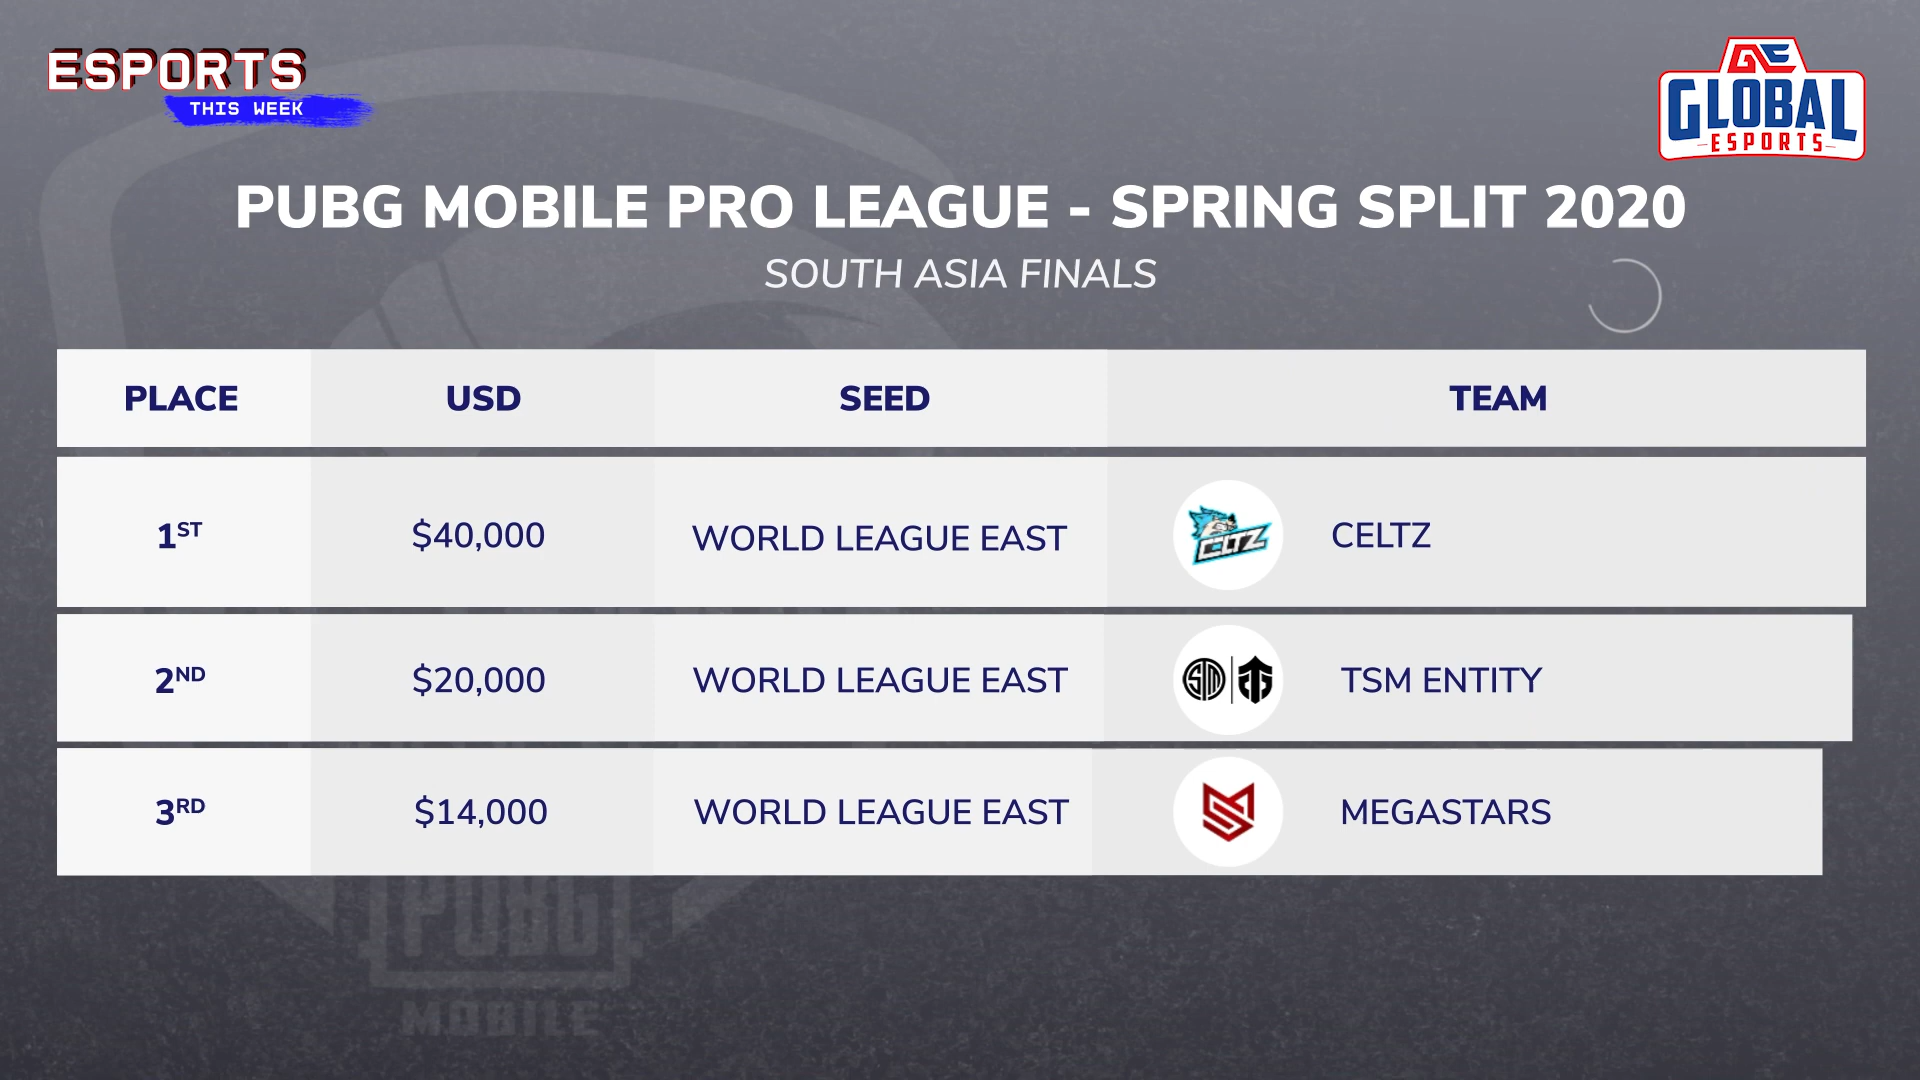 ESPORTS
THIS WEEK
GE
GLOBAL
ESPORTS
PUBG MOBILE PRO LEAGUE - SPRING SPLIT 2020
SOUTH ASIA FINALS
PLACE USD SEED TEAM
1ST $40,000 WORLD LEAGUE EAST CELTZ CELTZ
2ND $20,000 WORLD LEAGUE EAST TSM TSM ENTITY
3RD $14,000 WORLD LEAGUE EAST MEGASTARS
PUBG
MOBILE